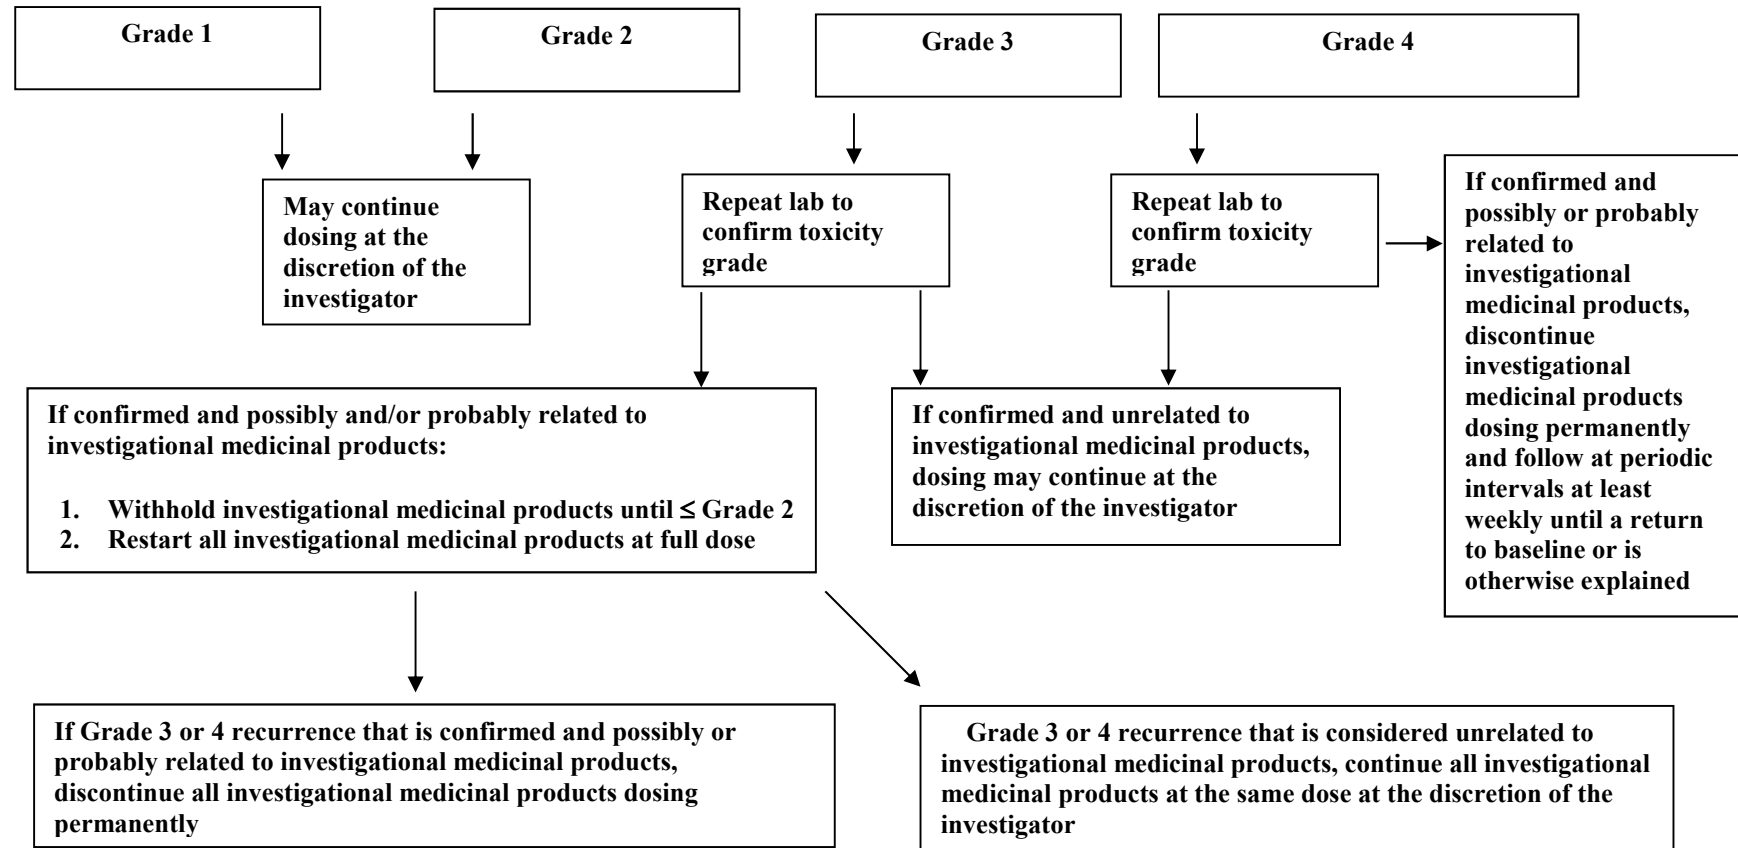 Grade 1
Grade 2
Grade 3
Grade 4
May continue
dosing at the
discretion of the
investigator
Repeat lab to
confirm toxicity
grade
Repeat lab to
confirm toxicity
grade
If confirmed and
possibly or probably
related to
investigational
medicinal products,
discontinue
investigational
medicinal products
dosing permanently
and follow at periodic
intervals at least
weekly until a return
to baseline or is
otherwise explained
If confirmed and possibly and/or probably related to
investigational medicinal products:
1. Withhold investigational medicinal products until ≤ Grade 2
2. Restart all investigational medicinal products at full dose
If confirmed and unrelated to
investigational medicinal products,
dosing may continue at the
discretion of the investigator
If Grade 3 or 4 recurrence that is confirmed and possibly or
probably related to investigational medicinal products,
discontinue all investigational medicinal products dosing
permanently
Grade 3 or 4 recurrence that is considered unrelated to
investigational medicinal products, continue all investigational
medicinal products at the same dose at the discretion of the
investigator